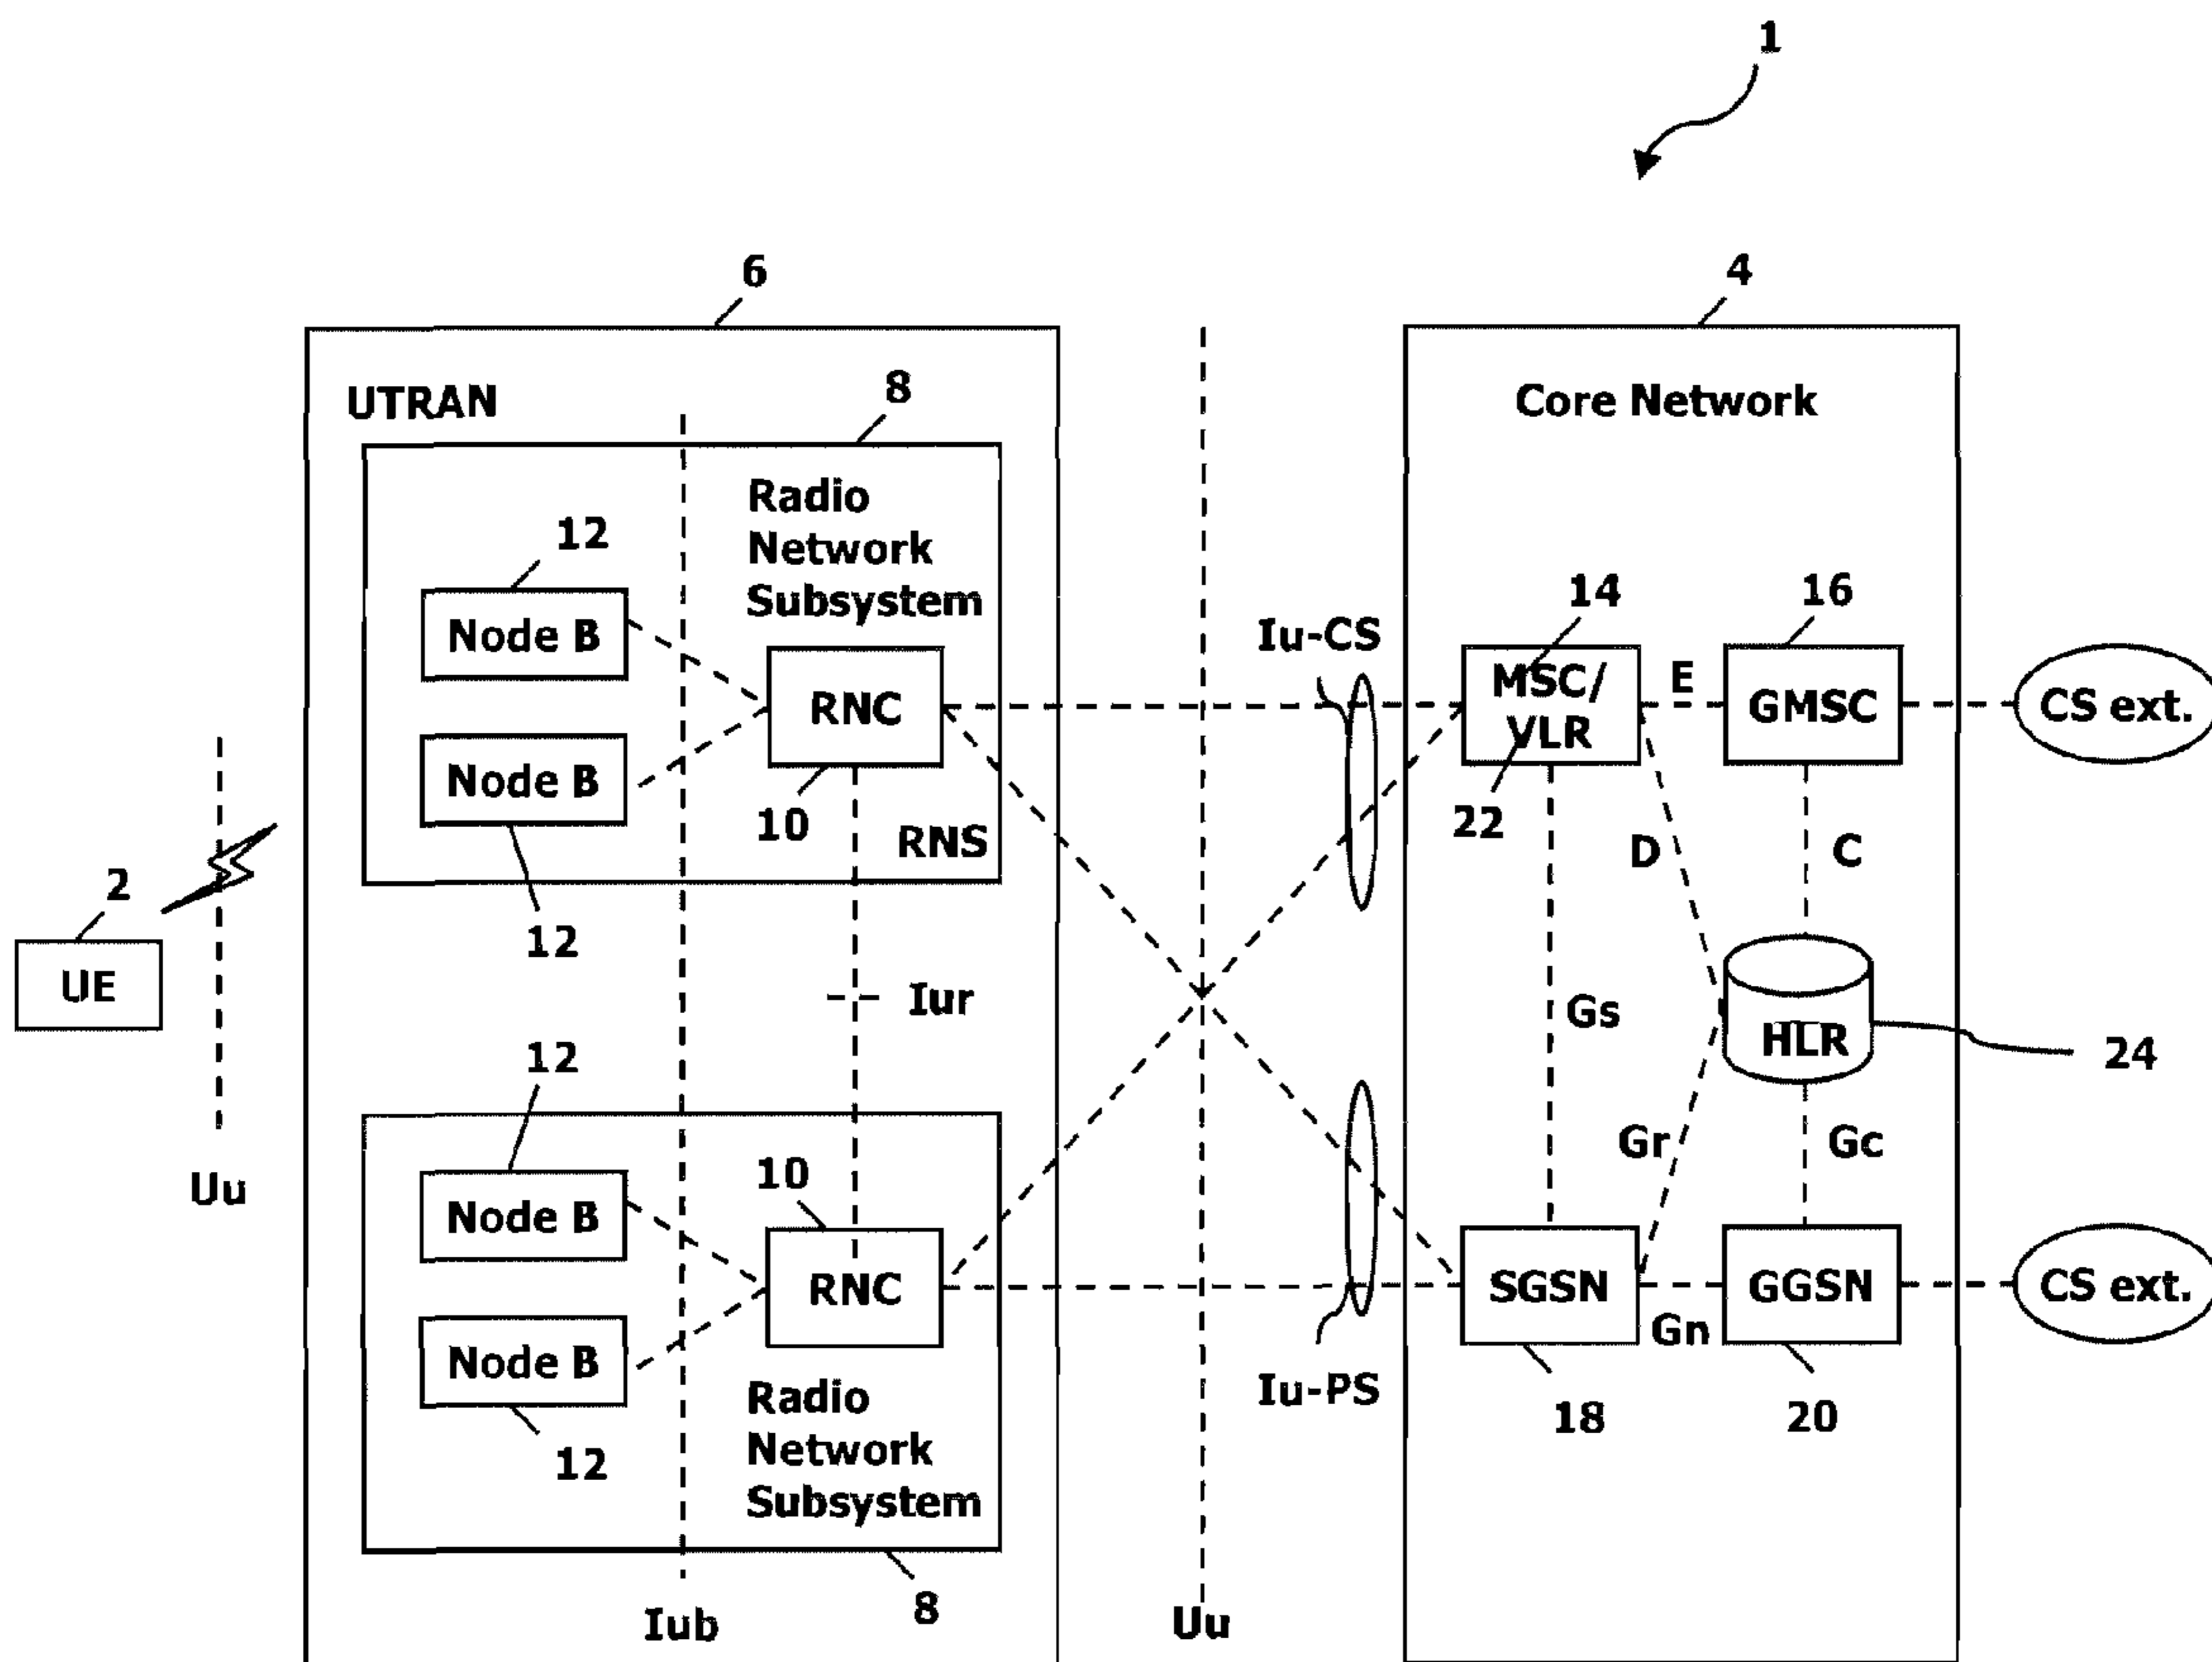 1
6
4
UTRAN
8
Core Network
Radio
Network
Subsystem
12
Node B
14
16
Iu-CS
MSC/
VLR
E
GMSC
CS ext.
RNC
Node B
10
RNS
22
D
C
2
12
UE
Iur
Gs
HLR
24
12
Uu
10
Gr
Gc
Node B
RNC
SGSN
Gn
GGSN
CS ext.
Node B
Radio
Network
Subsystem
Iu-PS
18
20
12
8
Iub
Uu